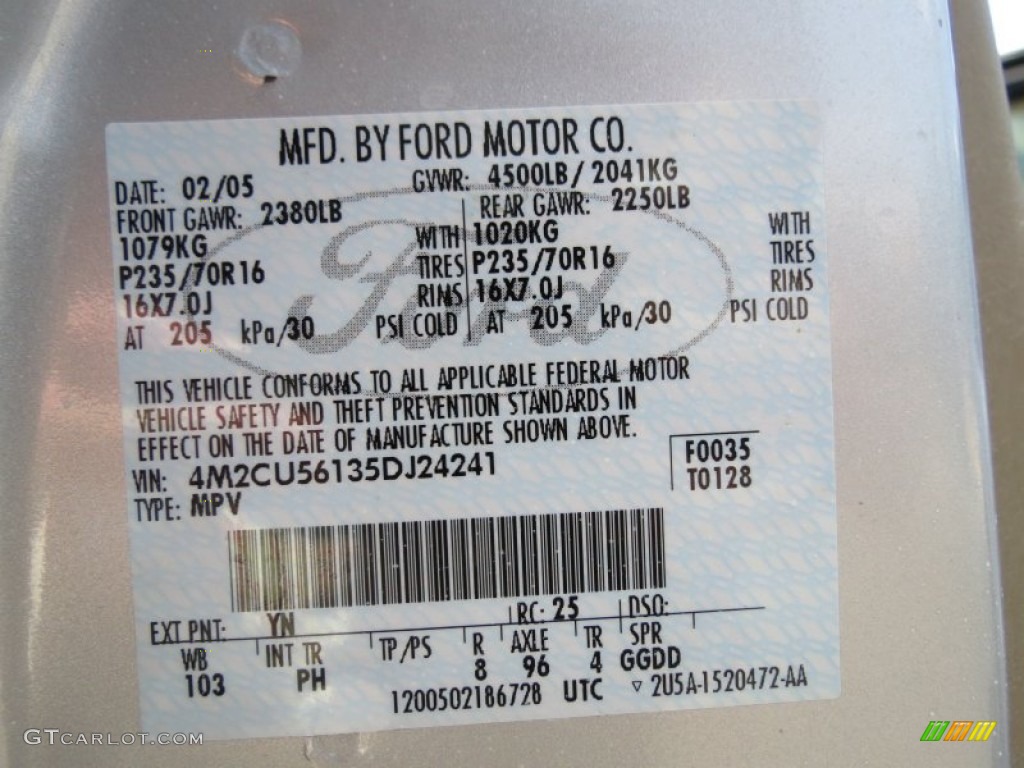 MFD. BY FORD MOTOR CO.
DATE: 02/05 GVWR: 4500LB/ 2041KG
FRONT GAWR: 2380LB REAR GAWR: 2250LB
1079KG WITH 1020KG WITH
P235/70R16 TIRES P235/70R16 TIRES
16X7.0J RIMS 16X7.0J RIMS
AT 205 kPa/30 PSI COLD AT 205 kPa/30 PSI COLD
Ford
THIS VEHICLE CONFORMS TO ALL APPLICABLE FEDERAL MOTOR
VEHICLE SAFETY AND THEFT PREVENTION STANDARDS IN
EFFECT ON THE DATE OF MANUFACTURE SHOWN ABOVE.
VIN: 4M2CU56135DJ24241 F0035
TYPE: MPV T0128
EXT PNT: YN RC: 25 DSO:
WB INT TR TP/PS R AXLE TR SPR
103 PH 8 96 4 GGDD
1200502186728 UTC ▽ 2U5A-1520472-AA
GTCARLOT.COM